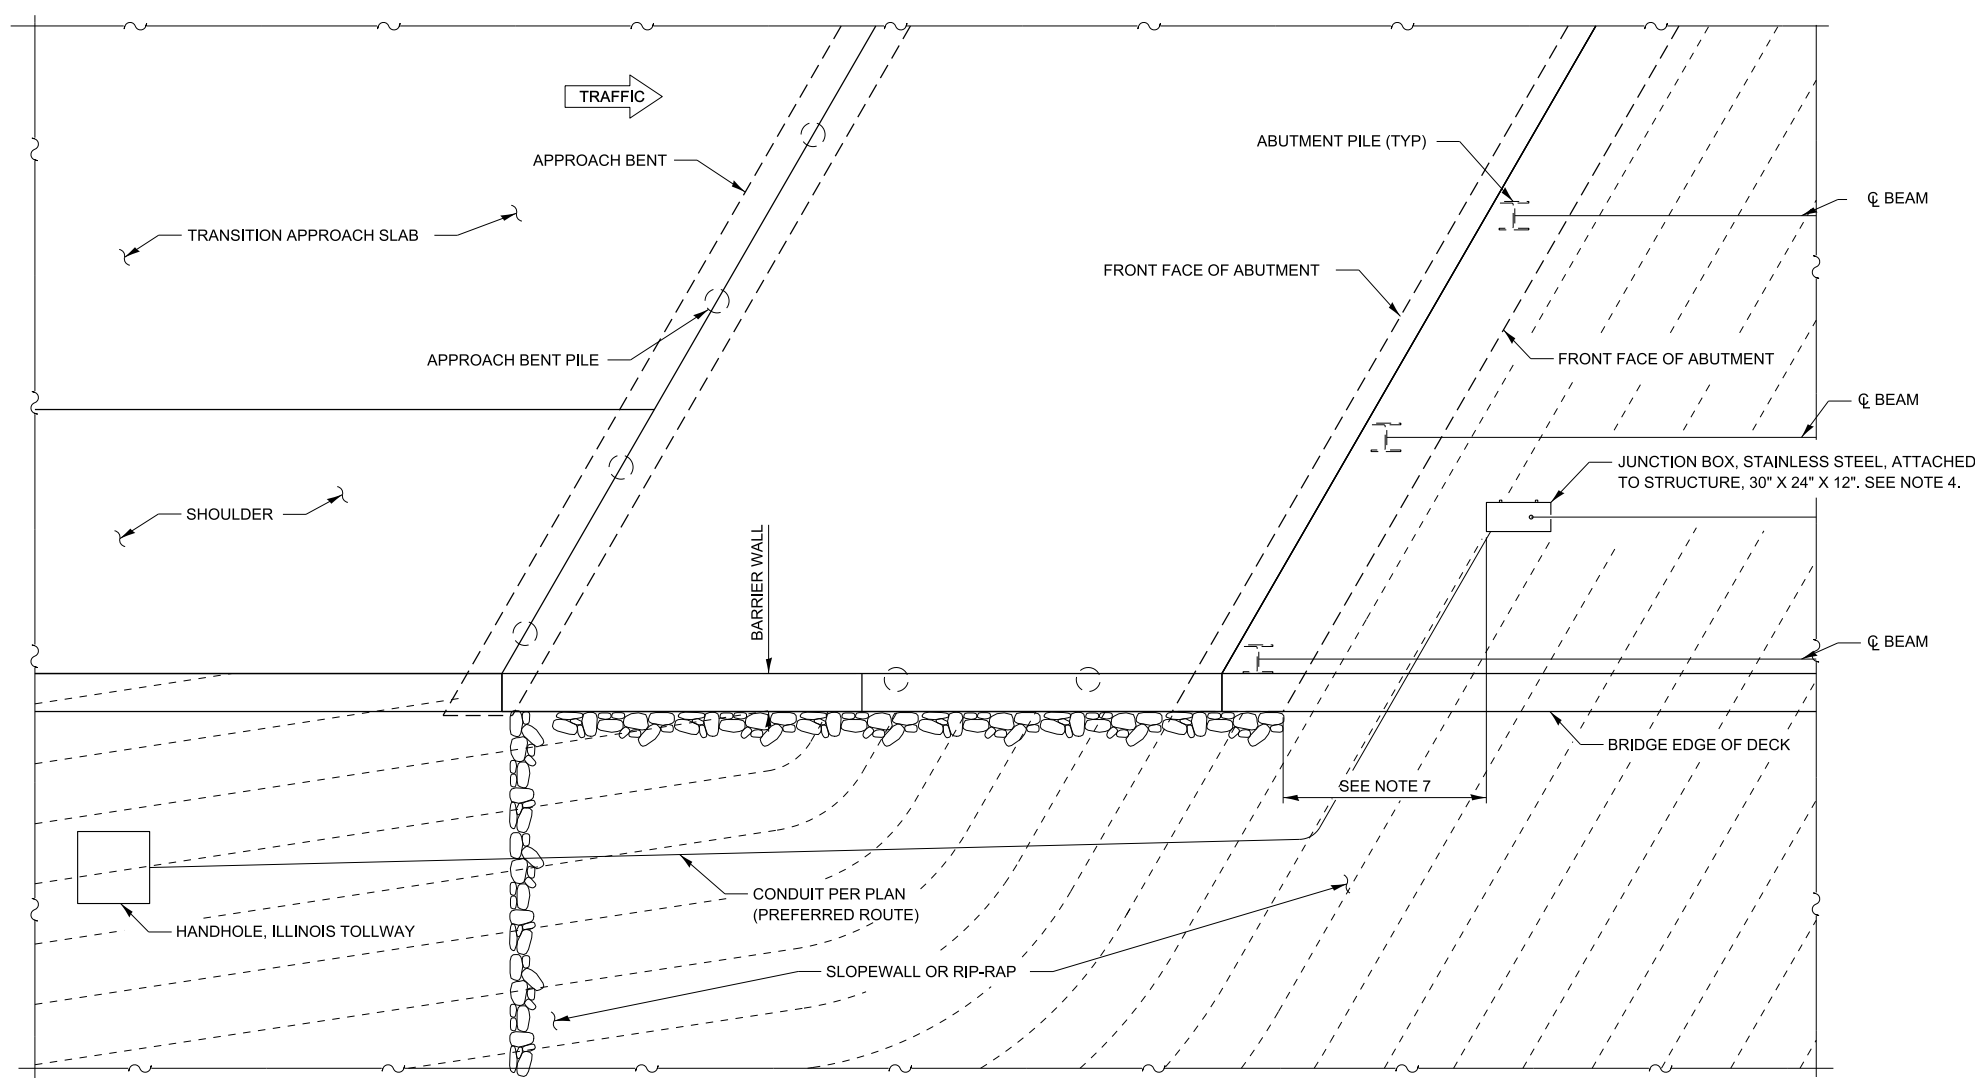 TRAFFIC
ABUTMENT PILE (TYP)
APPROACH BENT
℄ BEAM
TRANSITION APPROACH SLAB
FRONT FACE OF ABUTMENT
APPROACH BENT PILE
FRONT FACE OF ABUTMENT
℄ BEAM
JUNCTION BOX, STAINLESS STEEL, ATTACHED
TO STRUCTURE, 30" X 24" X 12". SEE NOTE 4.
SHOULDER
BARRIER WALL
℄ BEAM
BRIDGE EDGE OF DECK
SEE NOTE 7
CONDUIT PER PLAN
(PREFERRED ROUTE)
HANDHOLE, ILLINOIS TOLLWAY
SLOPEWALL OR RIP-RAP